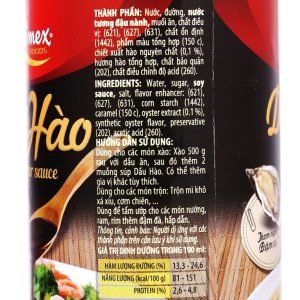 mex
FOODS
Hào
r sauce
THÀNH PHẦN: Nước, đường, nước
tương đậu nành, muối ăn, chất điều
vị: (621), (627), (631), chất ổn định
(1442), phẩm màu tổng hợp (150 c),
chiết xuất hào nguyên chất (0.1 %),
hương hào tổng hợp, chất bảo quản
(202), chất điều chỉnh độ acid (260).
INGREDIENTS: Water, sugar, soy
sauce, salt, flavor enhancer: (621),
(627), (631), corn starch (1442),
caramel (150 c), oyster extract (0.1 %),
synthetic oyster flavor, preservative
(202), acetic acid (260).
HƯỚNG DẪN SỬ DỤNG:
Dùng cho các món xào: Xào 500 g
rau với dầu ăn, sau đó thêm 2
muỗng súp Dầu Hào. Có thể thêm
gia vị khác tùy thích.
Dùng cho các món trộn: Trộn mì khô
xá xíu, cơm chiên, ...
Dùng để tẩm ướp cho các món nướng,
ram, rim thêm đậm đà, hấp dẫn.
Thông tin, cảnh báo: Người dị ứng với các
thành phần trên cần lưu ý khi sử dụng.
GIÁ TRỊ DINH DƯỠNG TRONG 100 ml:
HÀM LƯỢNG ĐƯỜNG (%) 13,3 - 24,6
NĂNG LƯỢNG (kcal/100 g) 81 - 151
PROTEIN (%) 2,6 - 4,8